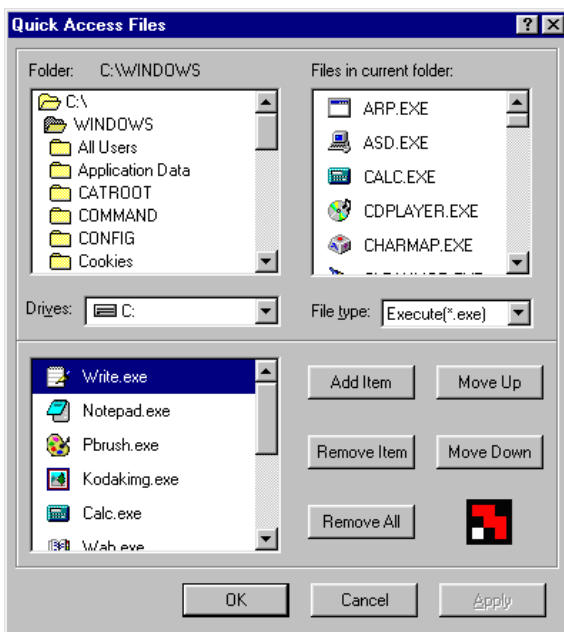 Quick Access Files
Folder: C:\WINDOWS
C:\
WINDOWS
All Users
Application Data
CATROOT
COMMAND
CONFIG
Cookies
Drives: C:
Files in current folder:
ARP.EXE
ASD.EXE
CALC.EXE
CDPLAYER.EXE
CHARMAP.EXE
File type: Execute(*.exe)
Write.exe
Notepad.exe
Pbrush.exe
Kodakimg.exe
Calc.exe
Wab.exe
Add Item
Move Up
Remove Item
Move Down
Remove All
OK
Cancel
Apply